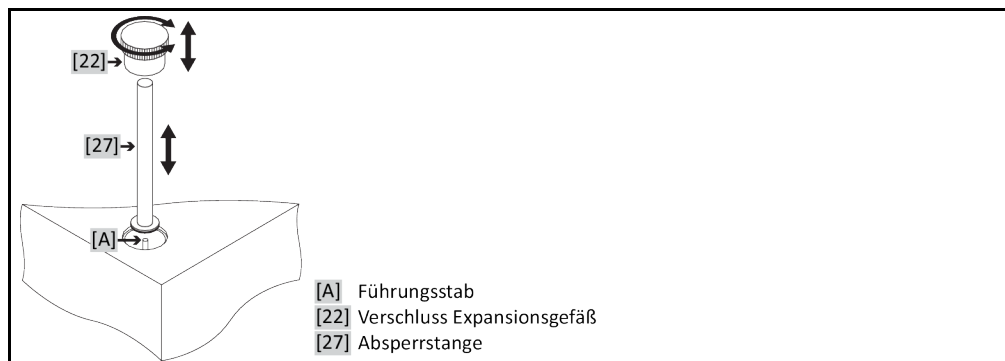 [22]
[27]
[A]
[A] Führungsstab
[22] Verschluss Expansionsgefäß
[27] Absperrstange